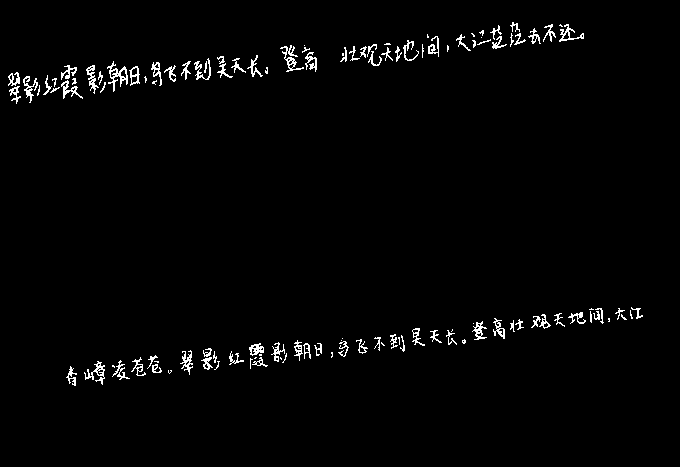 翠影红霞影朝日,鸟飞不到吴天长。登高 壮观天地间,大江茫茫去不还。
香嶂凌苍苍。翠影红霞影朝日,鸟飞不到吴天长。登高壮观天地间,大江